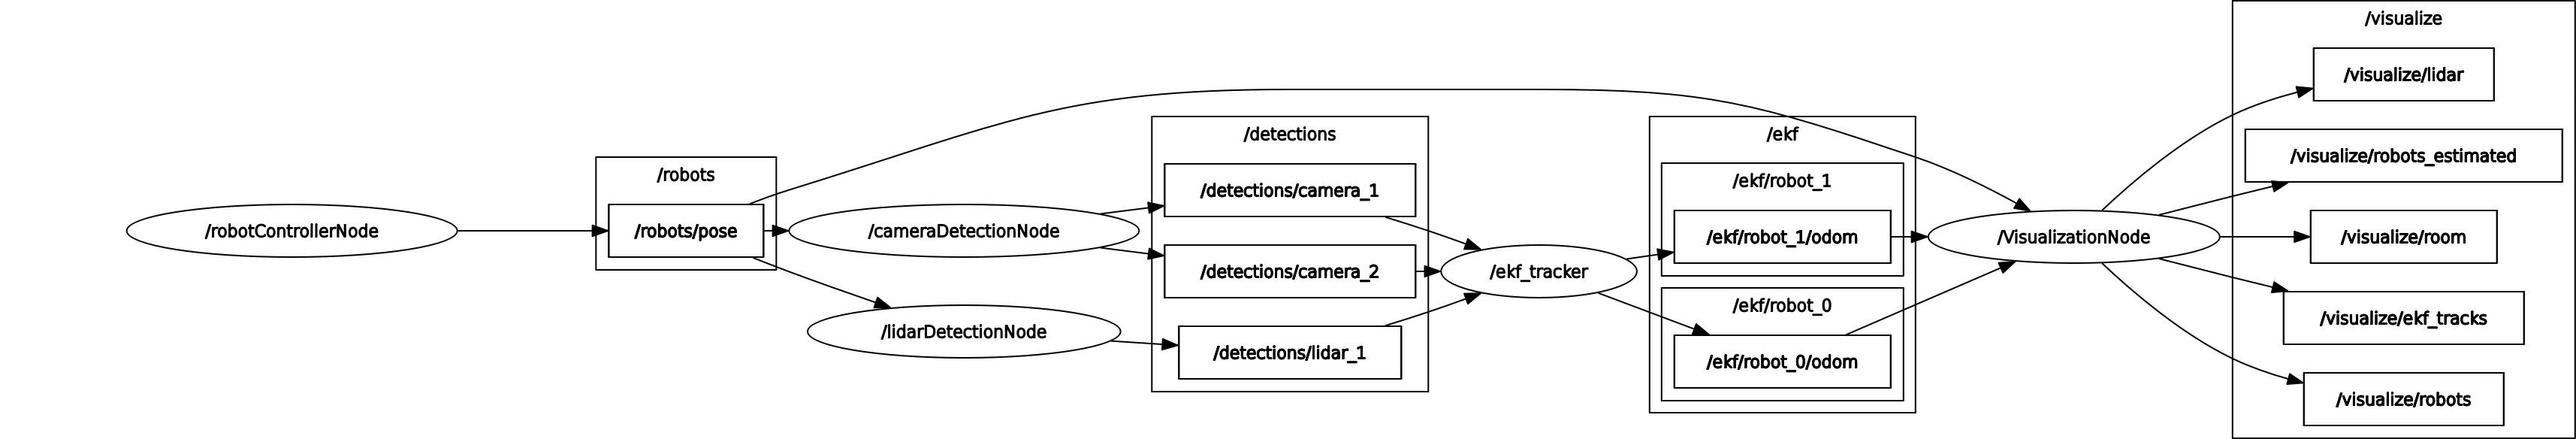 /robotControllerNode
/robots
/robots/pose
/cameraDetectionNode
/lidarDetectionNode
/detections
/detections/camera_1
/detections/camera_2
/detections/lidar_1
/ekf_tracker
/ekf
/ekf/robot_1
/ekf/robot_1/odom
/ekf/robot_0
/ekf/robot_0/odom
/VisualizationNode
/visualize
/visualize/lidar
/visualize/robots_estimated
/visualize/room
/visualize/ekf_tracks
/visualize/robots